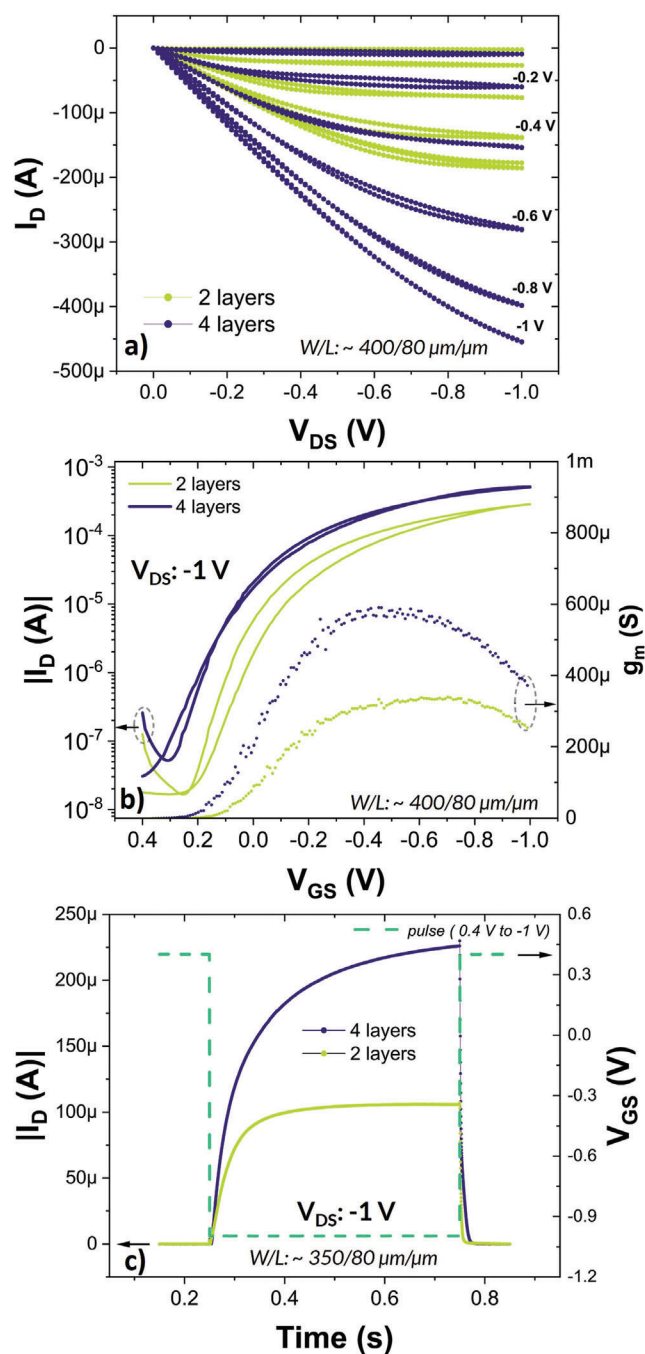 0
-100µ
-200µ
-300µ
-400µ
-500µ
I_D (A)
-0.2 V
-0.4 V
-0.6 V
-0.8 V
-1 V
2 layers
4 layers
a)
W/L: ~ 400/80 µm/µm
0.0 -0.2 -0.4 -0.6 -0.8 -1.0
V_DS (V)
10^-3
10^-4
10^-5
10^-6
10^-7
10^-8
|I_D (A)|
2 layers
4 layers
V_DS: -1 V
1m
800µ
600µ
400µ
200µ
0
g_m (S)
b)
W/L: ~ 400/80 µm/µm
0.4 0.2 0.0 -0.2 -0.4 -0.6 -0.8 -1.0
V_GS (V)
250µ
200µ
150µ
100µ
50µ
0
|I_D (A)|
pulse ( 0.4 V to -1 V)
4 layers
2 layers
V_DS: -1 V
0.6
0.3
0.0
-0.3
-0.6
-0.9
-1.2
V_GS (V)
c)
W/L: ~ 350/80 µm/µm
0.2 0.4 0.6 0.8
Time (s)